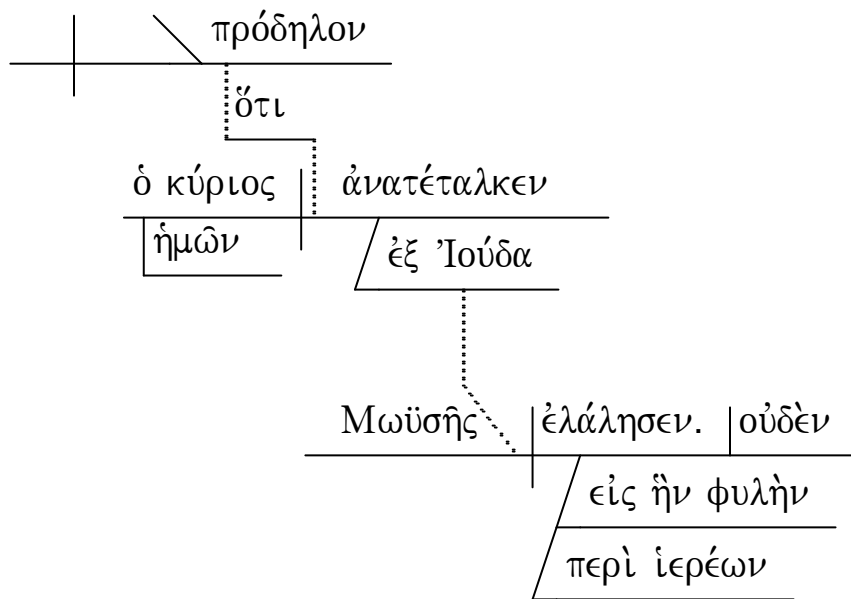 πρόδηλον
ὅτι
ὁ κύριος ἀνατέταλκεν
ἡμῶν
ἐξ Ἰούδα
Μωϋσῆς ἐλάλησεν. οὐδὲν
εἰς ἣν φυλὴν
περὶ ἱερέων